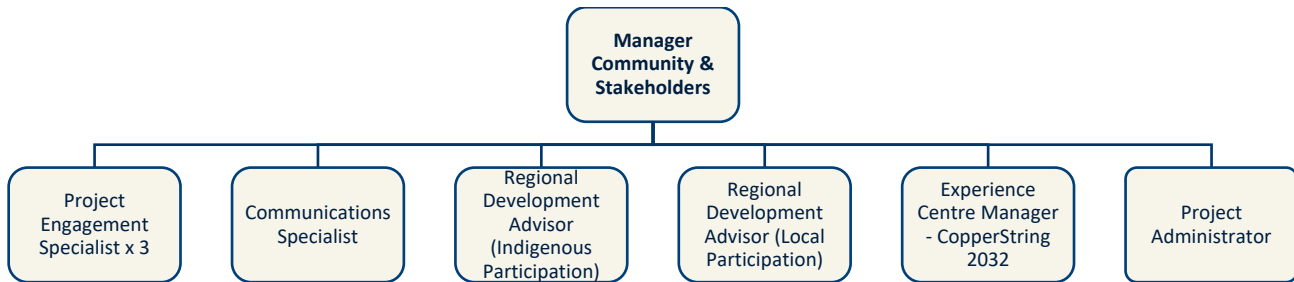 Manager
Community &
Stakeholders
Project
Engagement
Specialist x 3
Communications
Specialist
Regional
Development
Advisor
(Indigenous
Participation)
Regional
Development
Advisor (Local
Participation)
Experience
Centre Manager
- CopperString
2032
Project
Administrator